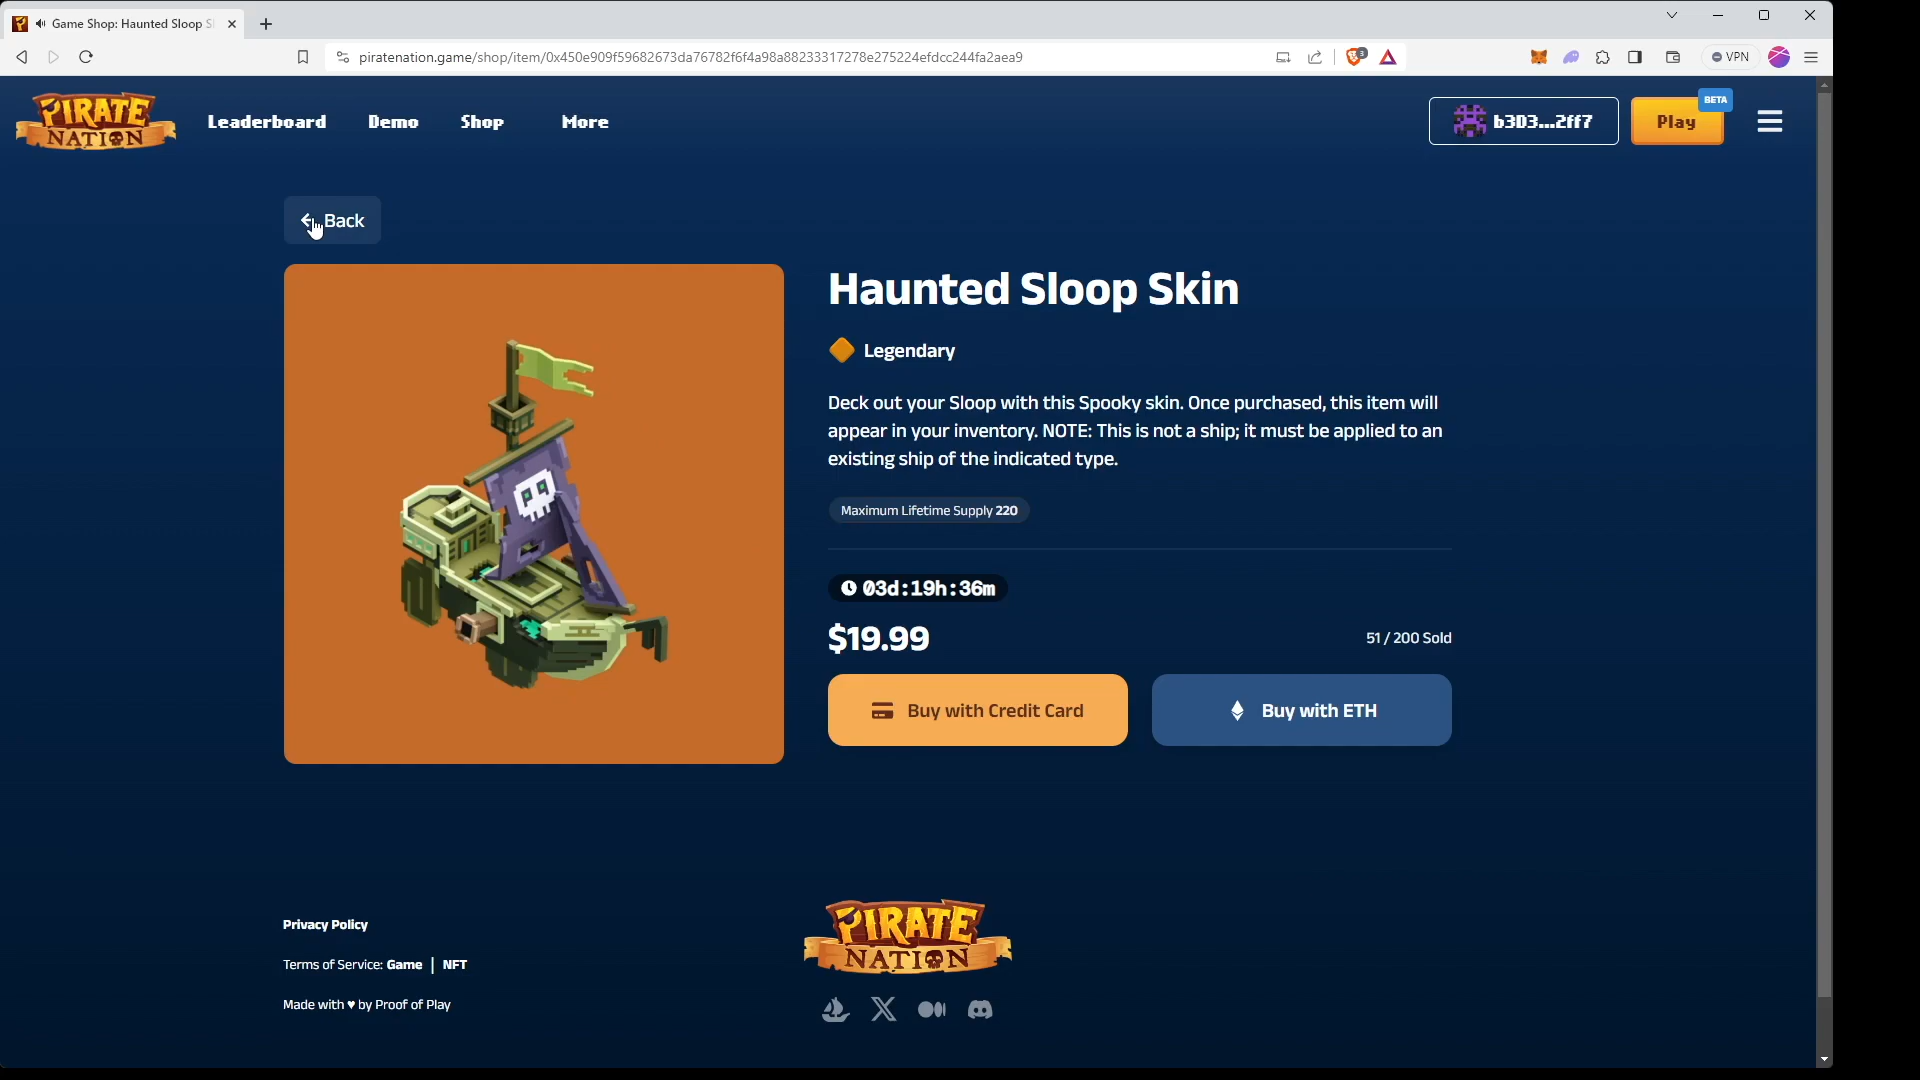 Game Shop: Haunted Sloop S
piratenation.game/shop/item/0x450e909f59682673da76782f6f4a98a88233317278e275224efdcc244fa2aea9
3
VPN
PIRATE
NATION
Leaderboard
Demo
Shop
More
b3D3...2ff7
Play
BETA
Back
Haunted Sloop Skin
Legendary
Deck out your Sloop with this Spooky skin. Once purchased, this item will
appear in your inventory. NOTE: This is not a ship; it must be applied to an
existing ship of the indicated type.
Maximum Lifetime Supply 220
03d:19h:36m
$19.99
51 / 200 Sold
Buy with Credit Card
Buy with ETH
Privacy Policy
Terms of Service: Game | NFT
Made with ♥ by Proof of Play
PIRATE
NATION